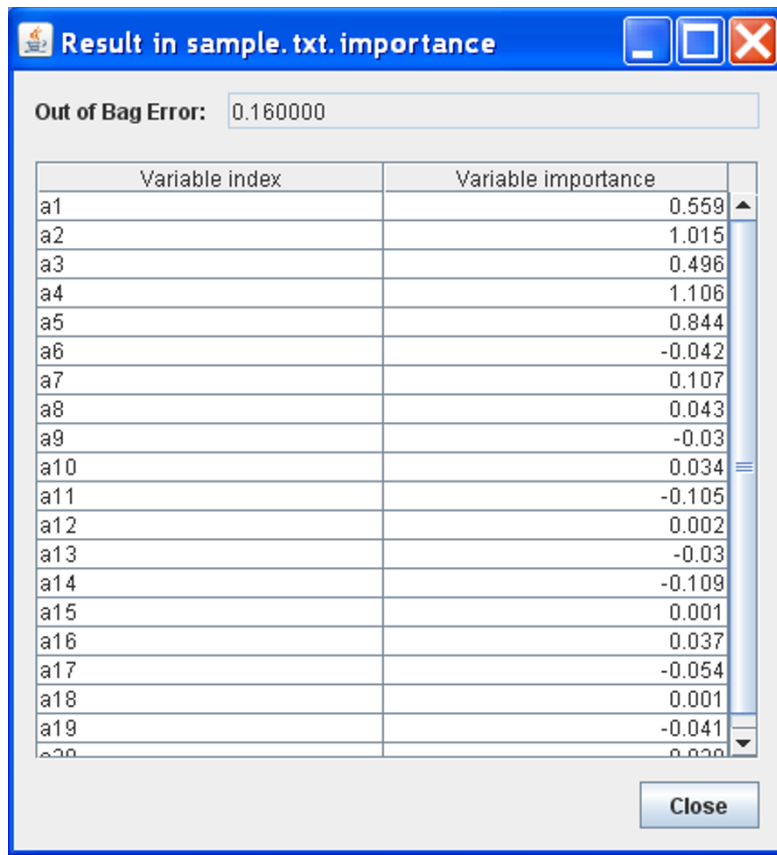 Result in sample.txt.importance
Out of Bag Error: 0.160000
Variable index Variable importance
a1 0.559
a2 1.015
a3 0.496
a4 1.106
a5 0.844
a6 -0.042
a7 0.107
a8 0.043
a9 -0.03
a10 0.034
a11 -0.105
a12 0.002
a13 -0.03
a14 -0.109
a15 0.001
a16 0.037
a17 -0.054
a18 0.001
a19 -0.041
Close